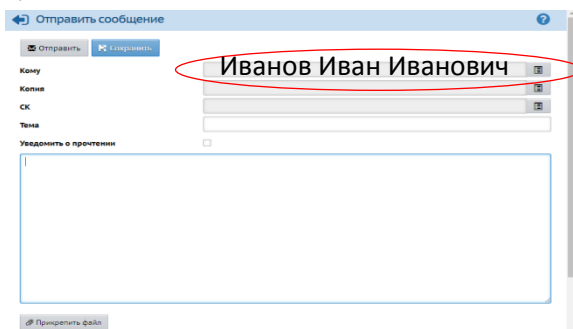 Отправить сообщение
Отправить Сохранить
Кому Иванов Иван Иванович
Копия
СК
Тема
Уведомить о прочтении
Прикрепить файл